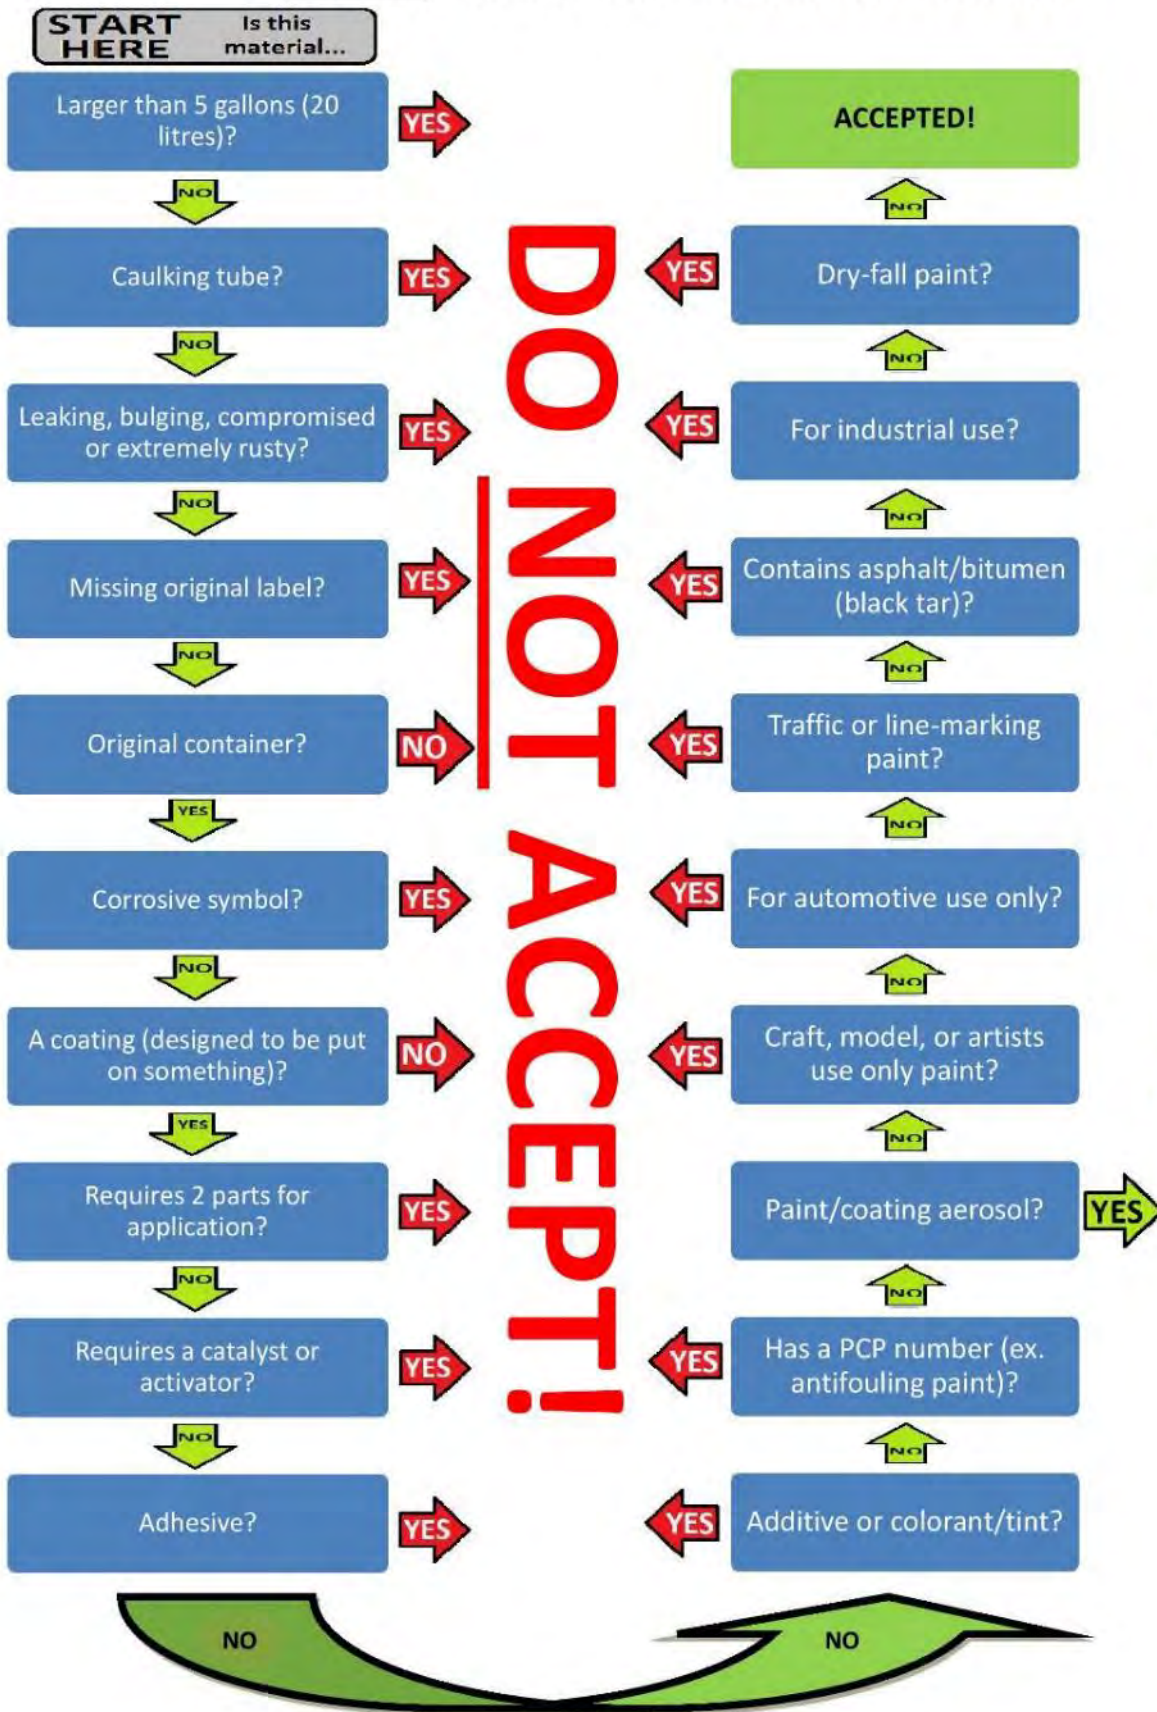 START HERE
Is this material...
Larger than 5 gallons (20
litres)?
YES
NO
Caulking tube?
YES
NO
Leaking, bulging, compromised
or extremely rusty?
YES
NO
Missing original label?
YES
NO
Original container?
NO
YES
Corrosive symbol?
YES
NO
A coating (designed to be put
on something)?
NO
YES
Requires 2 parts for
application?
YES
NO
Requires a catalyst or
activator?
YES
NO
Adhesive?
YES
NO
DO NOT ACCEPT!
NO
Additive or colorant/tint?
YES
NO
Has a PCP number (ex.
antifouling paint)?
YES
NO
Paint/coating aerosol?
YES
NO
Craft, model, or artists
use only paint?
YES
NO
For automotive use only?
YES
NO
Traffic or line-marking
paint?
YES
NO
Contains asphalt/bitumen
(black tar)?
YES
NO
For industrial use?
YES
NO
Dry-fall paint?
YES
NO
ACCEPTED!